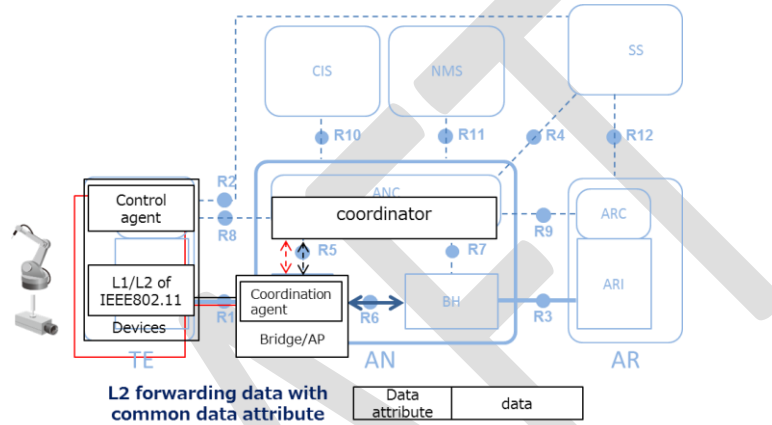 SS
CIS
NMS
R10
R11
R4
R12
R2
ANC
Control
agent
coordinator
ARC
R8
R5
R7
R9
L1/L2 of
IEEE802.11
Coordination
agent
BH
ARI
Devices
R1
R6
R3
Bridge/AP
TE
AN
AR
L2 forwarding data with
common data attribute
Data
attribute
data